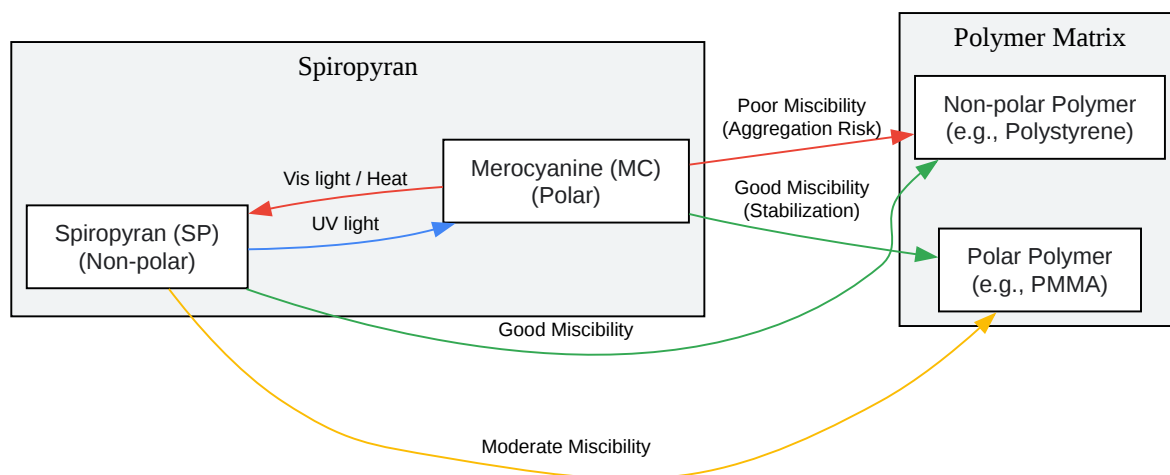 Spiropyran
Polymer Matrix
Non-polar Polymer
(e.g., Polystyrene)
Poor Miscibility
(Aggregation Risk)
Merocyanine (MC)
(Polar)
Vis light / Heat
Good Miscibility
(Stabilization)
UV light
Spiropyran (SP)
(Non-polar)
Polar Polymer
(e.g., PMMA)
Good Miscibility
Moderate Miscibility